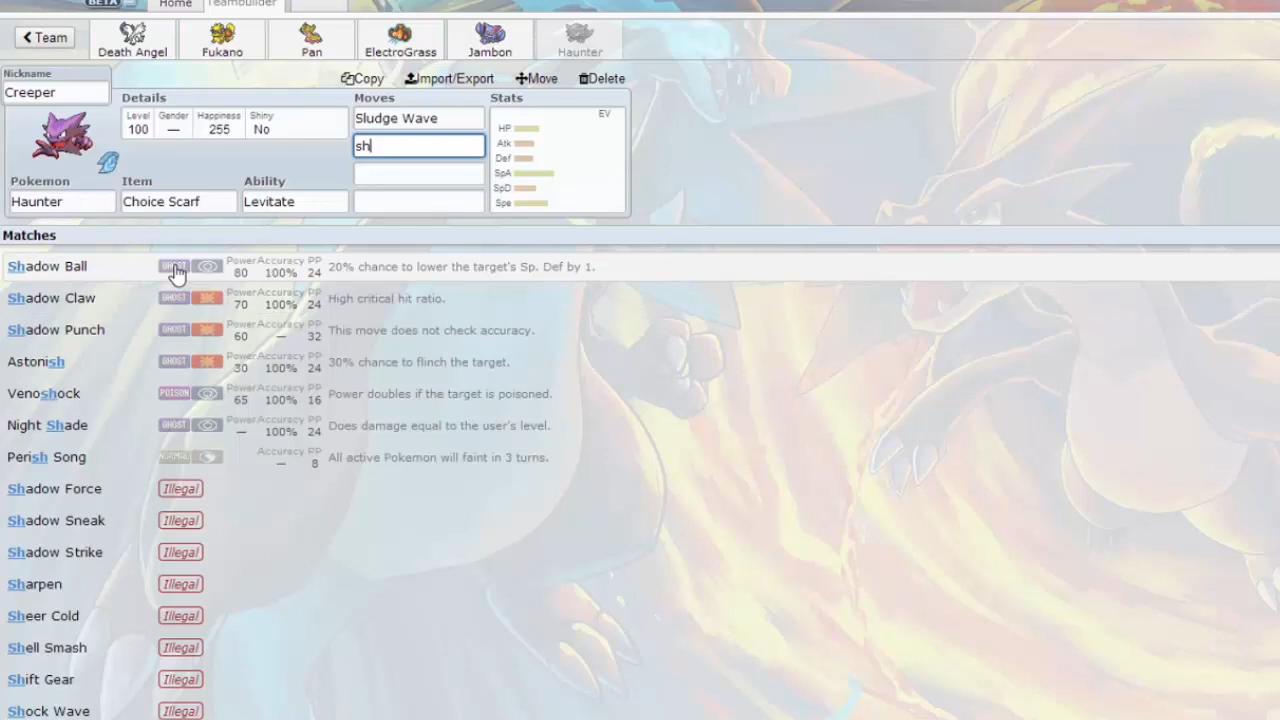 BETA Home Teambuilder
Team Death Angel Fukano Pan ElectroGrass Jambon Haunter
Copy Import/Export Move Delete
Nickname
Creeper
Details
Moves
Stats
Level Gender Happiness Shiny
100 — 255 No
Sludge Wave
sh
EV
HP
Atk
Def
SpA
SpD
Spe
Pokemon Item Ability
Haunter Choice Scarf Levitate
Matches
Shadow Ball GHOST Power 80 Accuracy 100% PP 24 20% chance to lower the target's Sp. Def by 1.
Shadow Claw GHOST Power 70 Accuracy 100% PP 24 High critical hit ratio.
Shadow Punch GHOST Power 60 Accuracy — PP 32 This move does not check accuracy.
Astonish GHOST Power 30 Accuracy 100% PP 24 30% chance to flinch the target.
Venoshock POISON Power 65 Accuracy 100% PP 16 Power doubles if the target is poisoned.
Night Shade GHOST Power — Accuracy 100% PP 24 Does damage equal to the user's level.
Perish Song NORMAL Accuracy — PP 8 All active Pokemon will faint in 3 turns.
Shadow Force Illegal
Shadow Sneak Illegal
Shadow Strike Illegal
Sharpen Illegal
Sheer Cold Illegal
Shell Smash Illegal
Shift Gear Illegal
Shock Wave Illegal